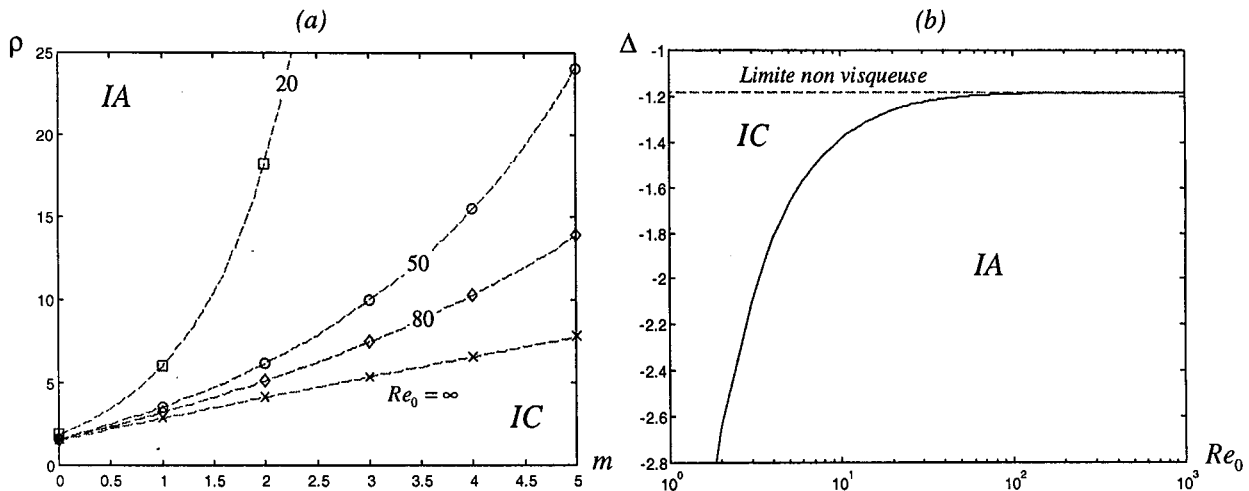 (a)
ρ
25
20
15
10
5
0
IA
20
50
80
Re₀ = ∞
IC
0 0.5 1 1.5 2 2.5 3 3.5 4 4.5 5 m
(b)
Δ
-1
-1.2
-1.4
-1.6
-1.8
-2
-2.2
-2.4
-2.6
-2.8
Limite non visqueuse
IC
IA
10⁰ 10¹ 10² 10³ Re₀